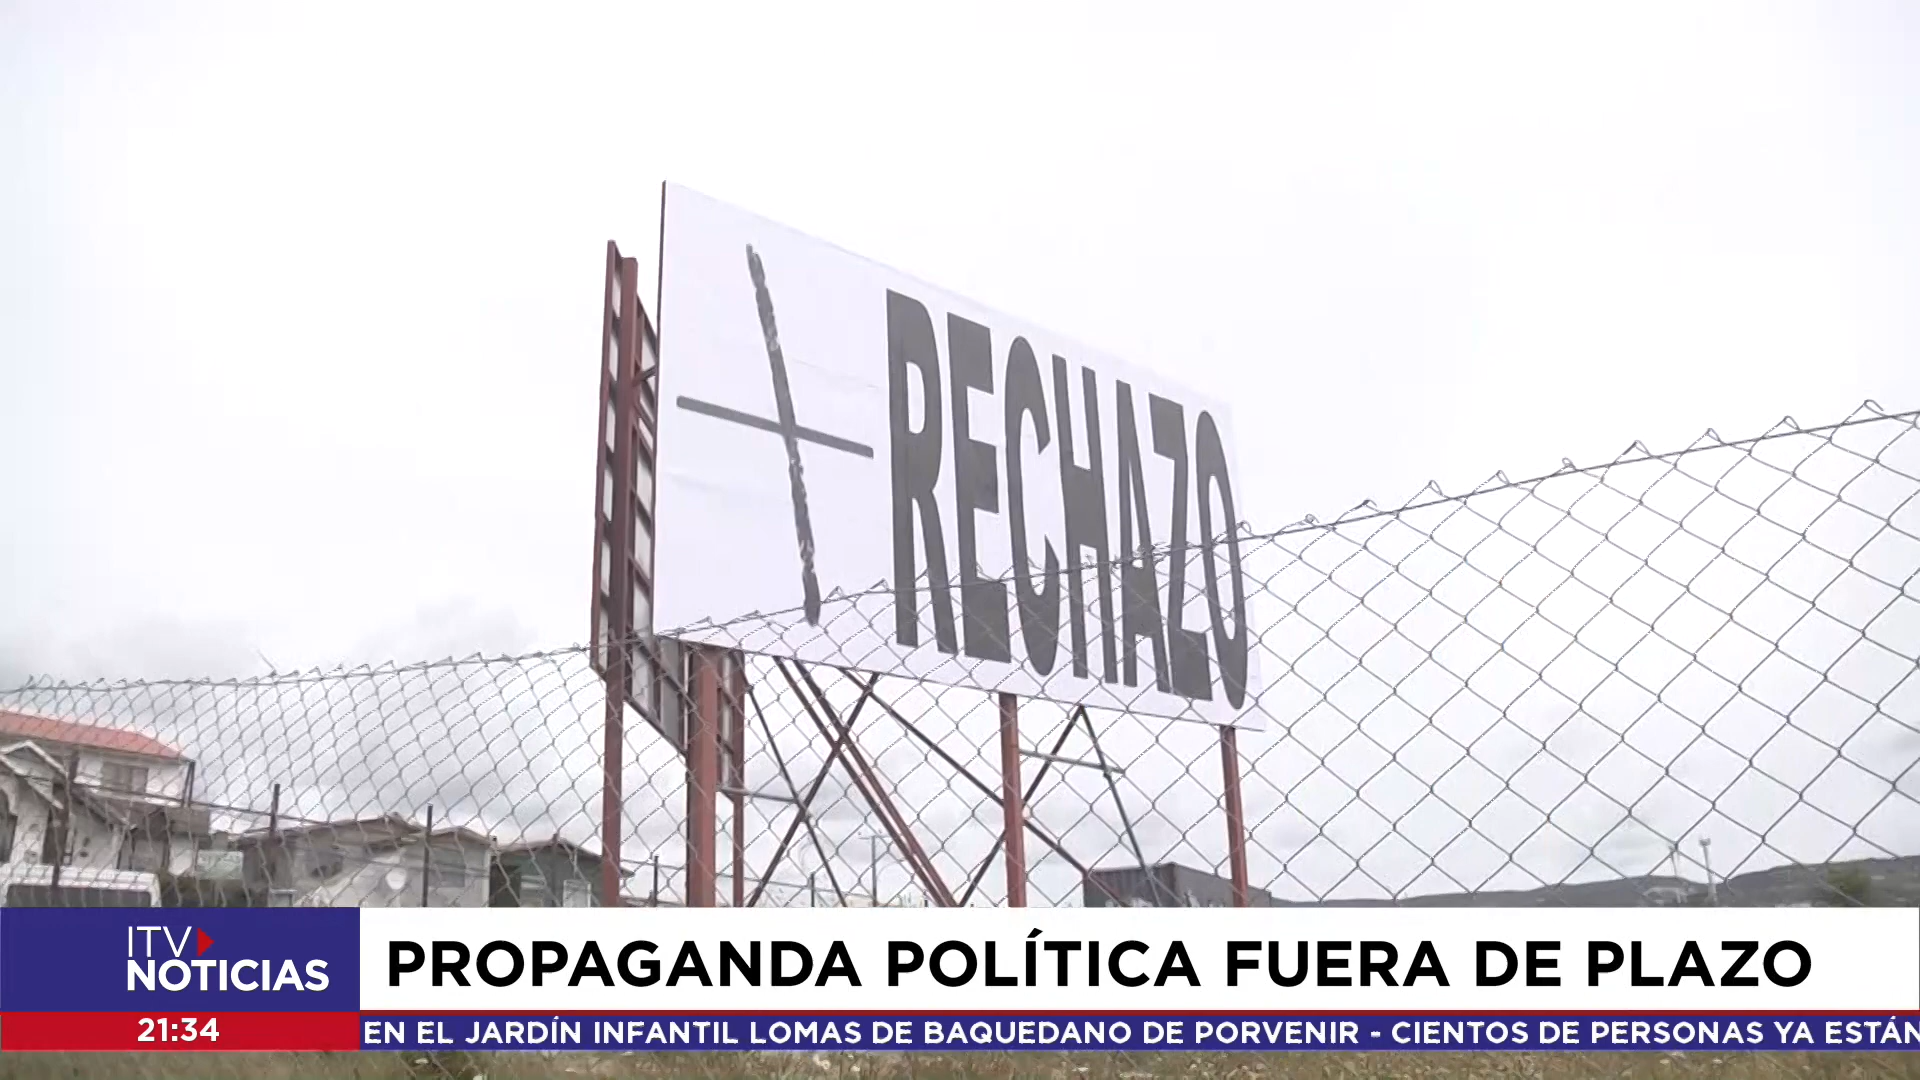 RECHAZO
ITV
NOTICIAS
PROPAGANDA POLÍTICA FUERA DE PLAZO
21:34
EN EL JARDÍN INFANTIL LOMAS DE BAQUEDANO DE PORVENIR - CIENTOS DE PERSONAS YA ESTÁN